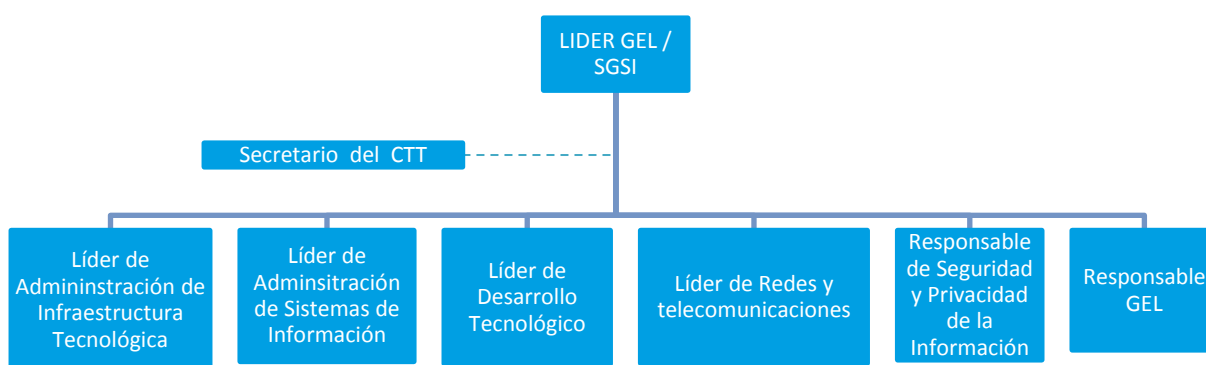 LIDER GEL /
SGSI
Secretario del CTT
Líder de
Admininstración de
Infraestructura
Tecnológica
Líder de
Adminsitración
de Sistemas de
Información
Líder de
Desarrollo
Tecnológico
Líder de Redes y
telecomunicaciones
Responsable
de Seguridad
y Privacidad
de la
Información
Responsable
GEL